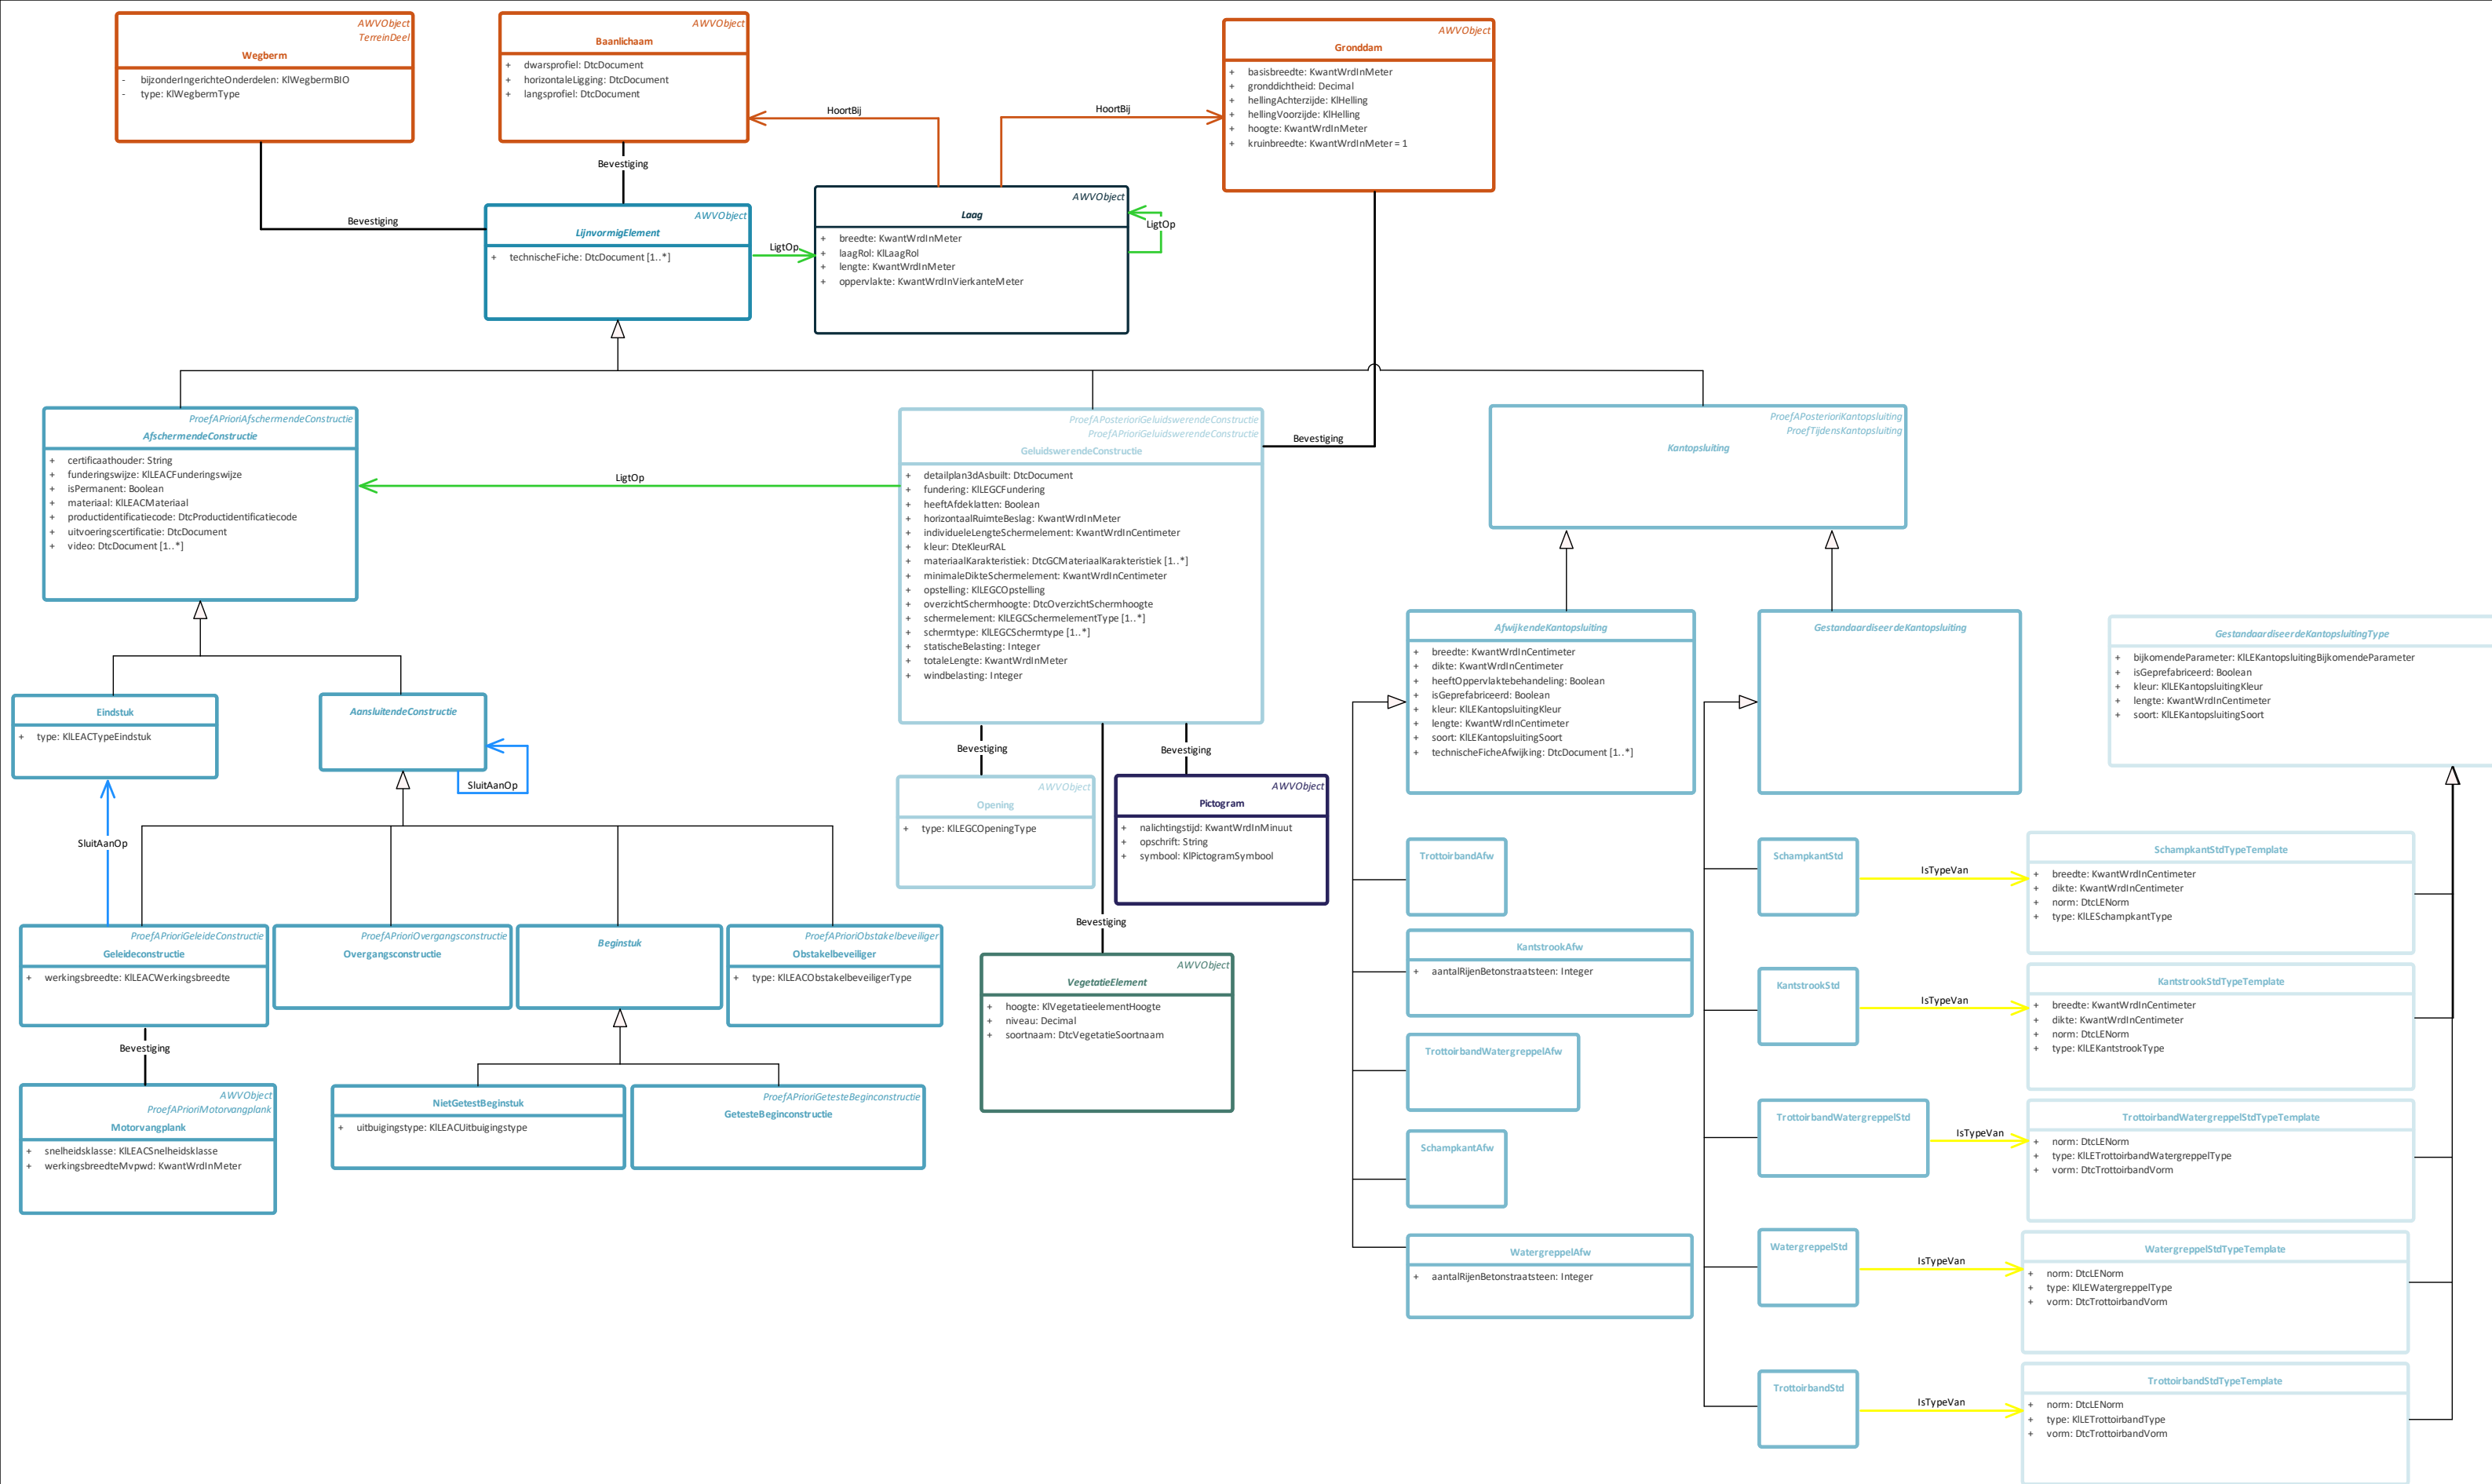 AWVObject
TerreinDeel
Wegberm
- bijzonderIngerichteOnderdelen: KlWegbermBIO
- type: KlWegbermType
AWVObject
Baanlichaam
+ dwarsprofiel: DtcDocument
+ horizontaleLigging: DtcDocument
+ langsprofiel: DtcDocument
HoortBij
HoortBij
AWVObject
Gronddam
+ basisbreedte: KwantWrdInMeter
+ gronddichtheid: Decimal
+ hellingAchterzijde: KlHelling
+ hellingVoorzijde: KlHelling
+ hoogte: KwantWrdInMeter
+ kruinbreedte: KwantWrdInMeter = 1
Bevestiging
Bevestiging
AWVObject
LijnvormigElement
+ technischeFiche: DtcDocument [1..*]
LigtOp
AWVObject
Laag
+ breedte: KwantWrdInMeter
+ laagRol: KlLaagRol
+ lengte: KwantWrdInMeter
+ oppervlakte: KwantWrdInVierkanteMeter
LigtOp
ProefAPrioriAfschermendeConstructie
AfschermendeConstructie
+ certificaathouder: String
+ funderingswijze: KlLEACFunderingswijze
+ isPermanent: Boolean
+ materiaal: KlLEACMateriaal
+ productidentificatiecode: DtcProductidentificatiecode
+ uitvoeringscertificatie: DtcDocument
+ video: DtcDocument [1..*]
LigtOp
ProefAPosterioriGeluidswerendeConstructie
ProefAPrioriGeluidswerendeConstructie
GeluidswerendeConstructie
+ detailplan3dAsbuilt: DtcDocument
+ fundering: KlLEGCFundering
+ heeftAfdeklatten: Boolean
+ horizontaalRuimteBeslag: KwantWrdInMeter
+ individueleLengteSchermelement: KwantWrdInCentimeter
+ kleur: DteKleurRAL
+ materiaalKarakteristiek: DtcGCMateriaalKarakteristiek [1..*]
+ minimaleDikteSchermelement: KwantWrdInCentimeter
+ opstelling: KlLEGCOpstelling
+ overzichtSchermhoogte: DtcOverzichtSchermhoogte
+ schermelement: KlLEGCSchermelementType [1..*]
+ schermtype: KlLEGCSchermtype [1..*]
+ statischeBelasting: Integer
+ totaleLengte: KwantWrdInMeter
+ windbelasting: Integer
Bevestiging
ProefAPosterioriKantopsluiting
ProefTijdensKantopsluiting
Kantopsluiting
AfwijkendeKantopsluiting
+ breedte: KwantWrdInCentimeter
+ dikte: KwantWrdInCentimeter
+ heeftOppervlaktebehandeling: Boolean
+ isGeprefabriceerd: Boolean
+ kleur: KlLEKantopsluitingKleur
+ lengte: KwantWrdInCentimeter
+ soort: KlLEKantopsluitingSoort
+ technischeFicheAfwijking: DtcDocument [1..*]
GestandaardiseerdeKantopsluiting
GestandaardiseerdeKantopsluitingType
+ bijkomendeParameter: KlLEKantopsluitingBijkomendeParameter
+ isGeprefabriceerd: Boolean
+ kleur: KlLEKantopsluitingKleur
+ lengte: KwantWrdInCentimeter
+ soort: KlLEKantopsluitingSoort
Eindstuk
+ type: KlLEACTypeEindstuk
AansluitendeConstructie
SluitAanOp
SluitAanOp
Bevestiging
Bevestiging
Bevestiging
AWVObject
Opening
+ type: KlLEGCOpeningType
AWVObject
Pictogram
+ nalichtingstijd: KwantWrdInMinuut
+ opschrift: String
+ symbool: KlPictogramSymbool
AWVObject
VegetatieElement
+ hoogte: KlVegetatieelementHoogte
+ niveau: Decimal
+ soortnaam: DtcVegetatieSoortnaam
ProefAPrioriGeleideConstructie
Geleideconstructie
+ werkingsbreedte: KlLEACWerkingsbreedte
ProefAPrioriOvergangsconstructie
Overgangsconstructie
Beginstuk
ProefAPrioriObstakelbeveiliger
Obstakelbeveiliger
+ type: KlLEACObstakelbeveiligerType
Bevestiging
AWVObject
ProefAPrioriMotorvangplank
Motorvangplank
+ snelheidsklasse: KlLEACSnelheidsklasse
+ werkingsbreedteMvpwd: KwantWrdInMeter
NietGetestBeginstuk
+ uitbuigingstype: KlLEACUitbuigingstype
ProefAPrioriGetesteBeginconstructie
GetesteBeginconstructie
TrottoirbandAfw
KantstrookAfw
+ aantalRijenBetonstraatsteen: Integer
TrottoirbandWatergreppelAfw
SchampkantAfw
WatergreppelAfw
+ aantalRijenBetonstraatsteen: Integer
SchampkantStd
IsTypeVan
SchampkantStdTypeTemplate
+ breedte: KwantWrdInCentimeter
+ dikte: KwantWrdInCentimeter
+ norm: DtcLENorm
+ type: KlLESchampkantType
KantstrookStd
IsTypeVan
KantstrookStdTypeTemplate
+ breedte: KwantWrdInCentimeter
+ dikte: KwantWrdInCentimeter
+ norm: DtcLENorm
+ type: KlLEKantstrookType
TrottoirbandWatergreppelStd
IsTypeVan
TrottoirbandWatergreppelStdTypeTemplate
+ norm: DtcLENorm
+ type: KlLETrottoirbandWatergreppelType
+ vorm: DtcTrottoirbandVorm
WatergreppelStd
IsTypeVan
WatergreppelStdTypeTemplate
+ norm: DtcLENorm
+ type: KlLEWatergreppelType
+ vorm: DtcTrottoirbandVorm
TrottoirbandStd
IsTypeVan
TrottoirbandStdTypeTemplate
+ norm: DtcLENorm
+ type: KlLETrottoirbandType
+ vorm: DtcTrottoirbandVorm